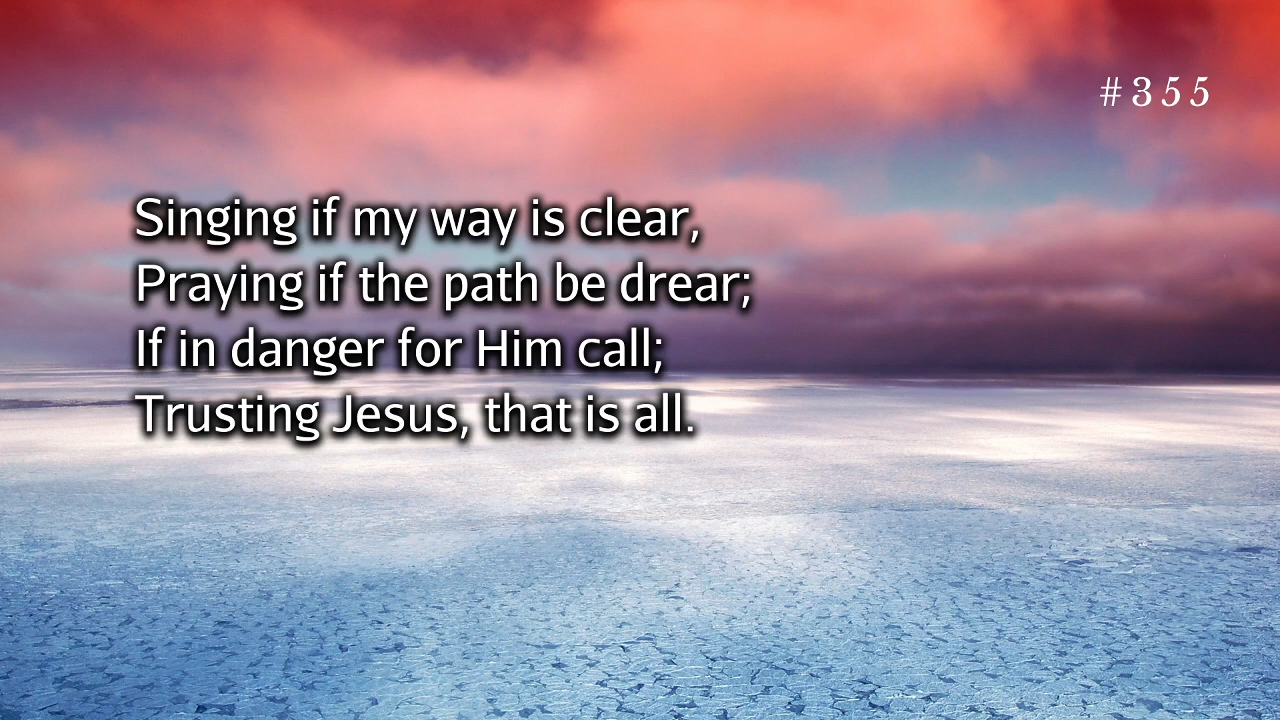 #355
Singing if my way is clear,
Praying if the path be drear;
If in danger for Him call;
Trusting Jesus, that is all.